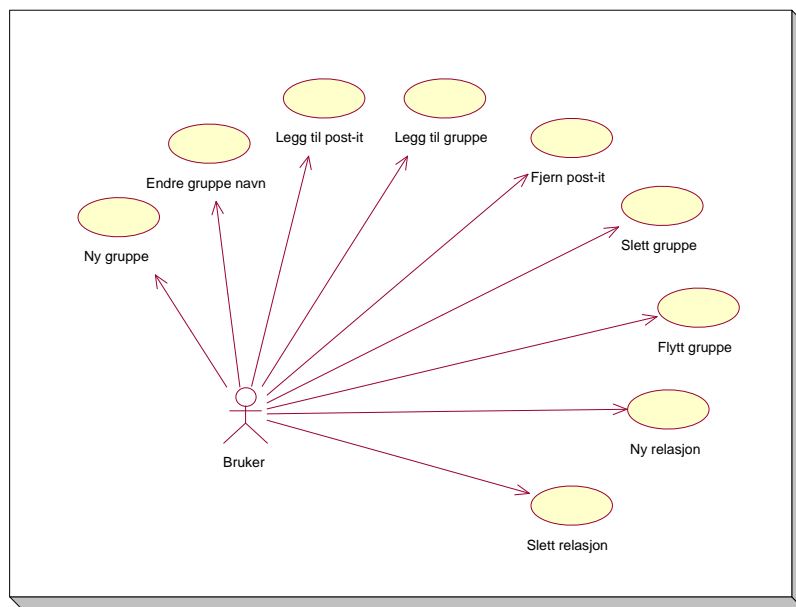 Legg til post-it
Legg til gruppe
Endre gruppe navn
Fjern post-it
Ny gruppe
Slett gruppe
Flytt gruppe
Ny relasjon
Bruker
Slett relasjon